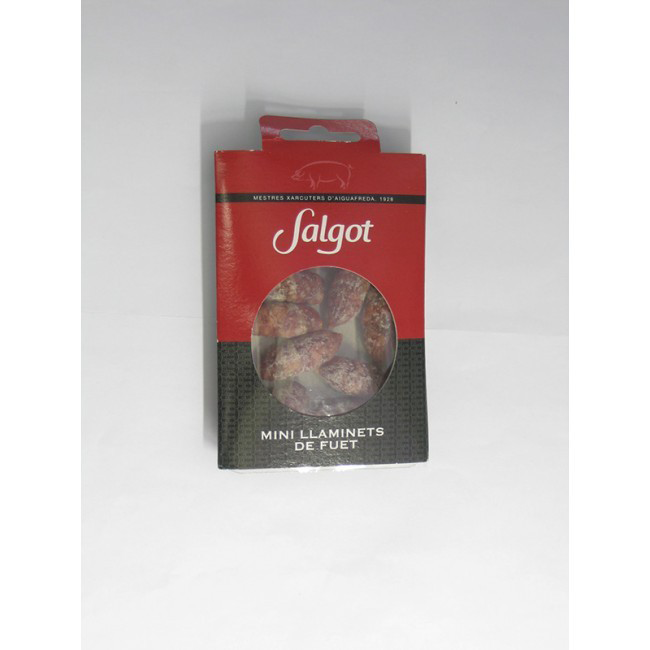 MESTRES XARCUTERS D'AIGUAFREDA, 1928
Salgot
MINI LLAMINETS
DE FUET